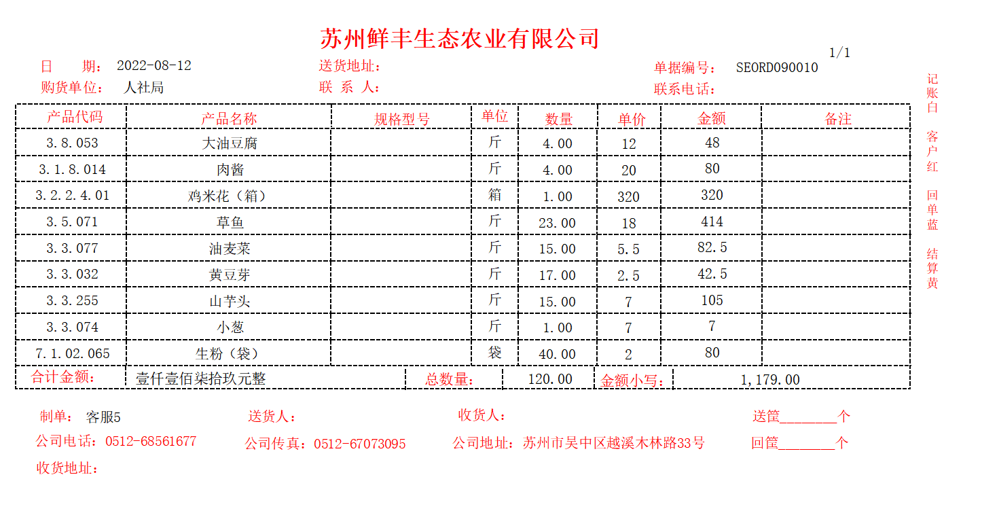 苏州鲜丰生态农业有限公司
1/1
日 期： 2022-08-12 送货地址： 单据编号： SEORD090010
购货单位： 人社局 联 系 人： 联系电话：
产品代码 产品名称 规格型号 单位 数量 单价 金额 备注
3.8.053 大油豆腐 斤 4.00 12 48
3.1.8.014 肉酱 斤 4.00 20 80
3.2.2.4.01 鸡米花（箱） 箱 1.00 320 320
3.5.071 草鱼 斤 23.00 18 414
3.3.077 油麦菜 斤 15.00 5.5 82.5
3.3.032 黄豆芽 斤 17.00 2.5 42.5
3.3.255 山芋头 斤 15.00 7 105
3.3.074 小葱 斤 1.00 7 7
7.1.02.065 生粉（袋） 袋 40.00 2 80
合计金额： 壹仟壹佰柒拾玖元整 总数量： 120.00 金额小写： 1,179.00
制单： 客服5 送货人： 收货人： 送筐________个
公司电话：0512-68561677 公司传真：0512-67073095 公司地址：苏州市吴中区越溪木林路33号 回筐________个
收货地址：
记账白 客户红 回单蓝 结算黄